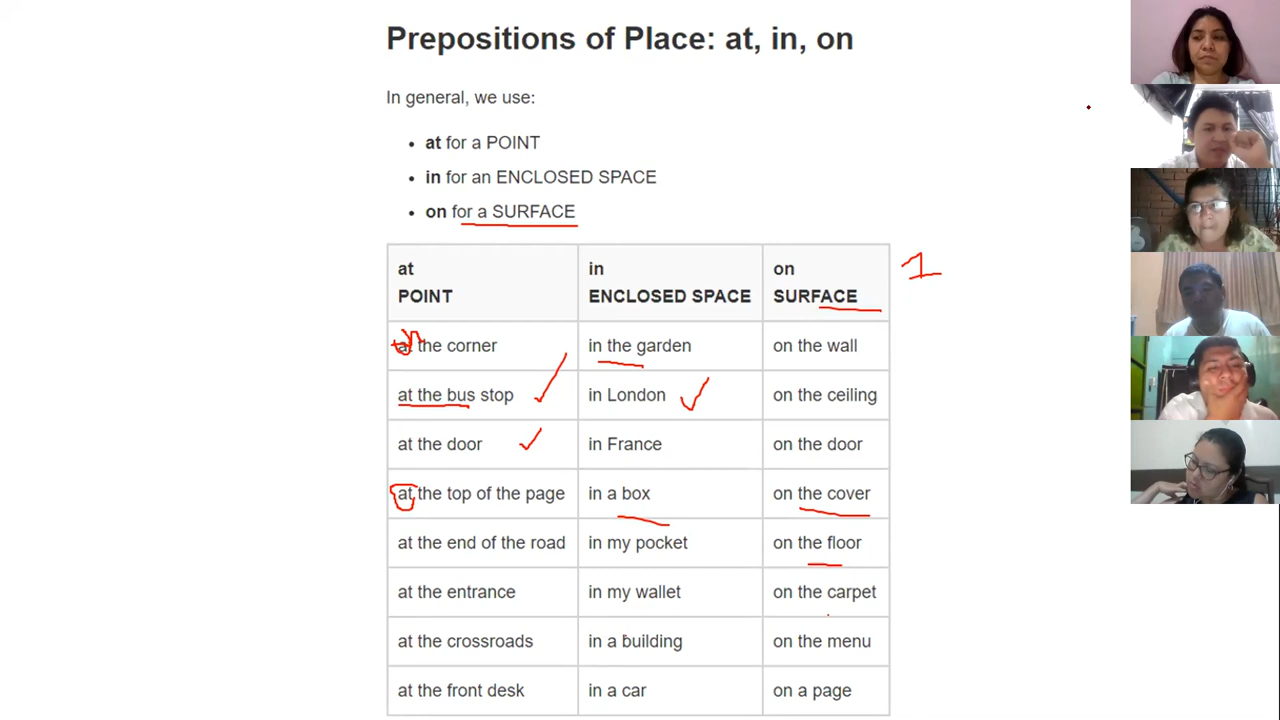 Prepositions of Place: at, in, on
In general, we use:
• at for a POINT
• in for an ENCLOSED SPACE
• on for a SURFACE
at POINT in ENCLOSED SPACE on SURFACE 1
at the corner in the garden on the wall
at the bus stop in London on the ceiling
at the door in France on the door
at the top of the page in a box on the cover
at the end of the road in my pocket on the floor
at the entrance in my wallet on the carpet
at the crossroads in a building on the menu
at the front desk in a car on a page